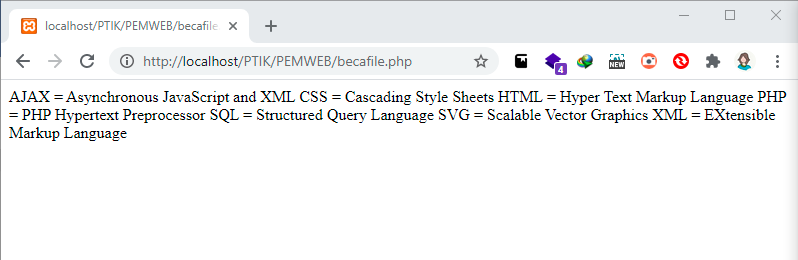 localhost/PTIK/PEMWEB/becafile.
http://localhost/PTIK/PEMWEB/becafile.php
4
NEW
AJAX = Asynchronous JavaScript and XML CSS = Cascading Style Sheets HTML = Hyper Text Markup Language PHP
= PHP Hypertext Preprocessor SQL = Structured Query Language SVG = Scalable Vector Graphics XML = EXtensible
Markup Language